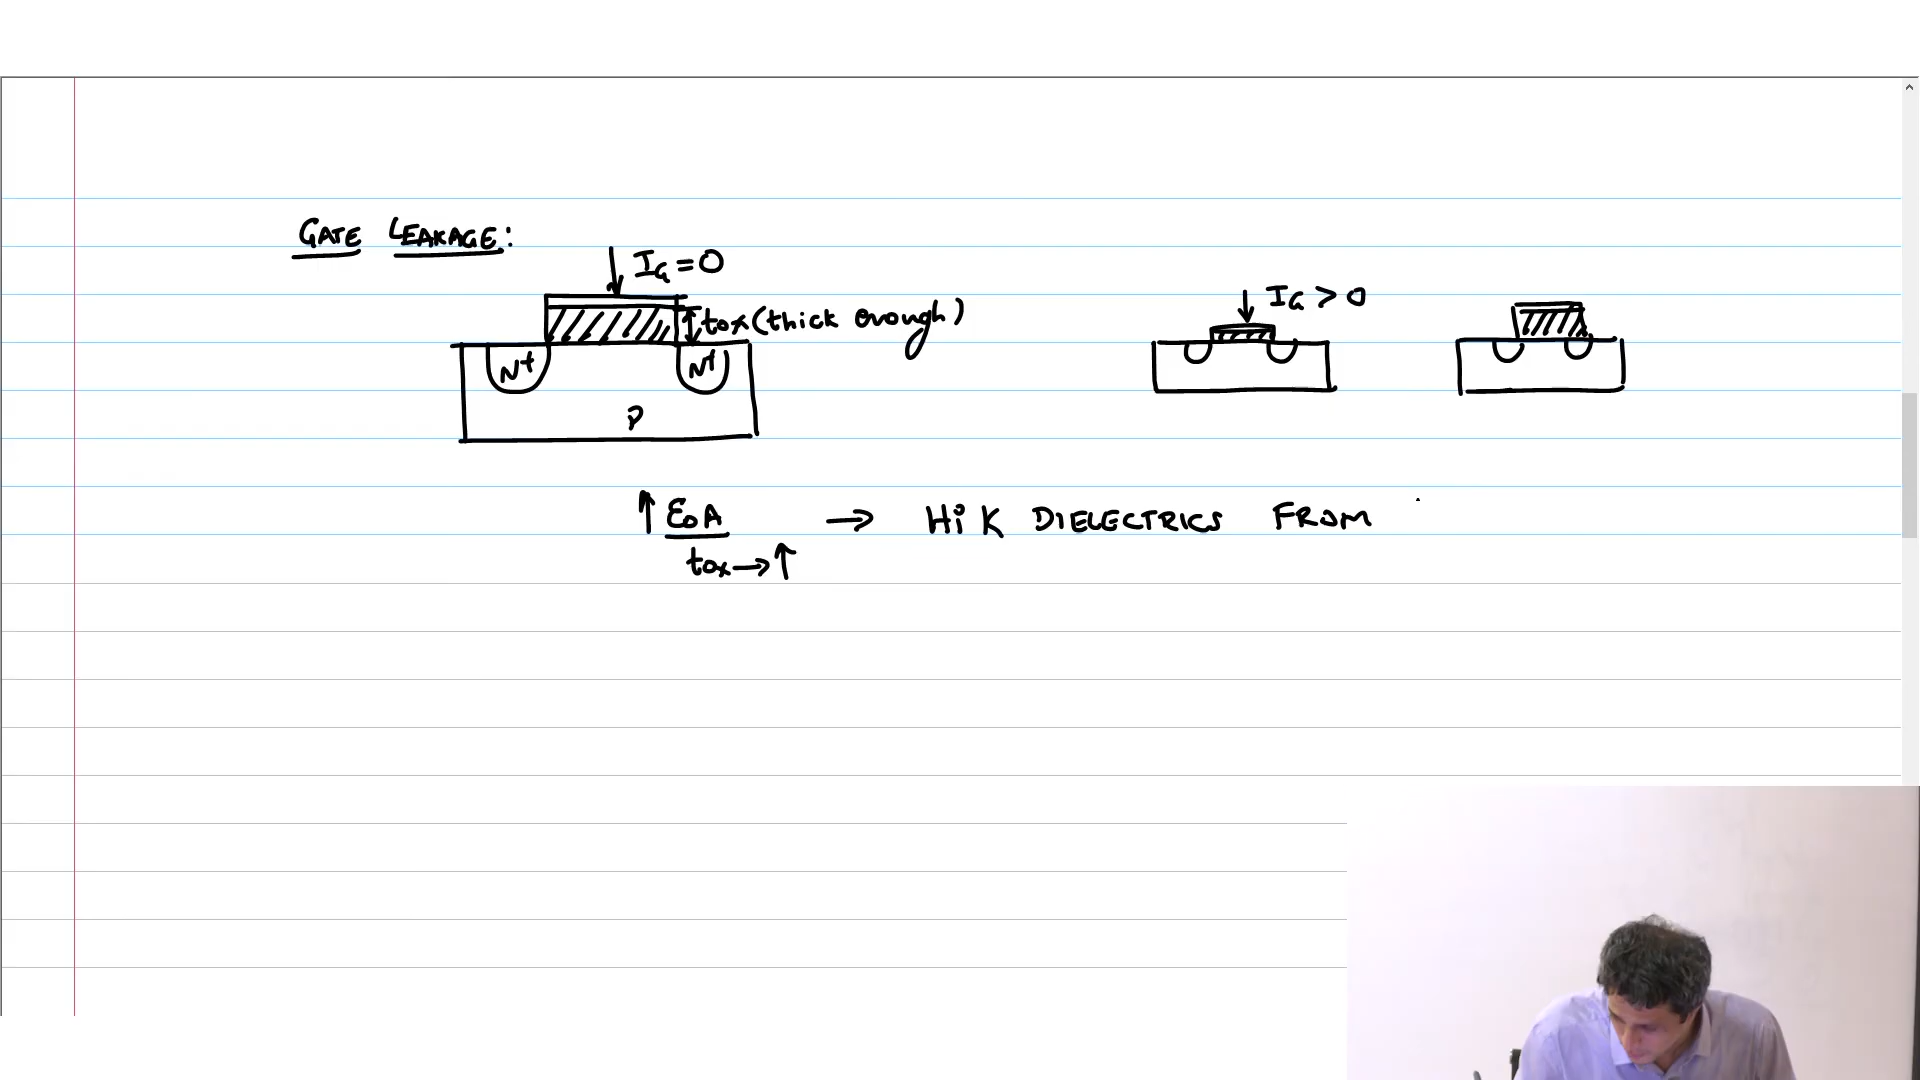 GATE LEAKAGE:
IG = 0
tox (thick enough)
N+ N+
P
IG > 0
↑ ε0A → Hi K DIELECTRICS FROM
tox → ↑